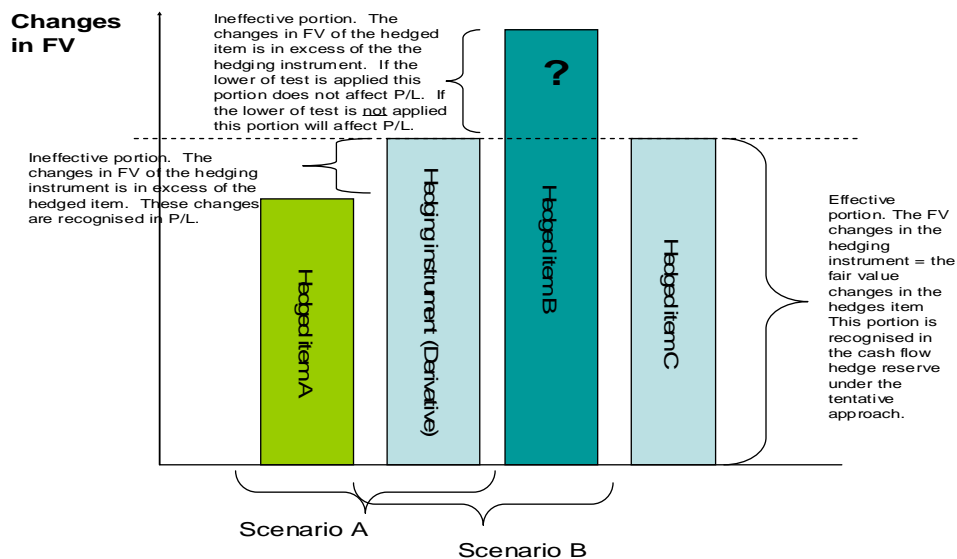 Changes
in FV
Ineffective portion. The
changes in FV of the hedged
item is in excess of the the
hedging instrument. If the
lower of test is applied this
portion does not affect P/L. If
the lower of test is not applied
this portion will affect P/L.
?
Ineffective portion. The
changes in FV of the hedging
instrument is in excess of the
hedged item. These changes
are recognised in P/L.
Hedged item A
Hedging instrument (Derivative)
Hedged item B
Hedged item C
Effective
portion. The FV
changes in the
hedging
instrument = the
fair value
changes in the
hedges item
This portion is
recognised in
the cash flow
hedge reserve
under the
tentative
approach.
Scenario A
Scenario B